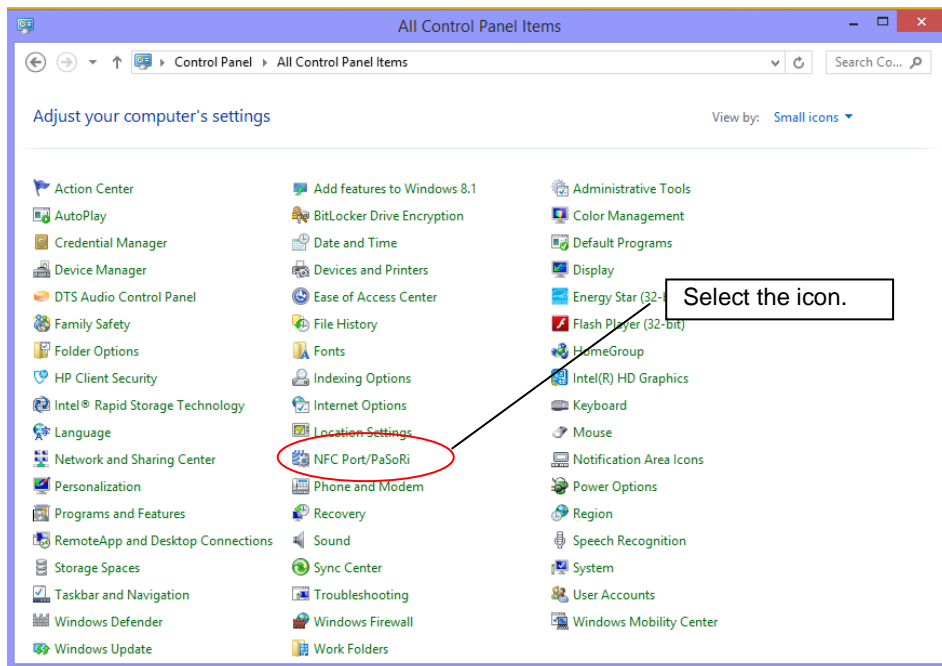 All Control Panel Items
Control Panel All Control Panel Items
Search Co...
Adjust your computer's settings
View by: Small icons
Action Center
Add features to Windows 8.1
Administrative Tools
AutoPlay
BitLocker Drive Encryption
Color Management
Credential Manager
Date and Time
Default Programs
Device Manager
Devices and Printers
Display
DTS Audio Control Panel
Ease of Access Center
Energy Star (32-
Select the icon.
Family Safety
File History
Flash Player (32-bit)
Folder Options
Fonts
HomeGroup
HP Client Security
Indexing Options
Intel(R) HD Graphics
Intel® Rapid Storage Technology
Internet Options
Keyboard
Language
Location Settings
Mouse
Network and Sharing Center
NFC Port/PaSoRi
Notification Area Icons
Personalization
Phone and Modem
Power Options
Programs and Features
Recovery
Region
RemoteApp and Desktop Connections
Sound
Speech Recognition
Storage Spaces
Sync Center
System
Taskbar and Navigation
Troubleshooting
User Accounts
Windows Defender
Windows Firewall
Windows Mobility Center
Windows Update
Work Folders